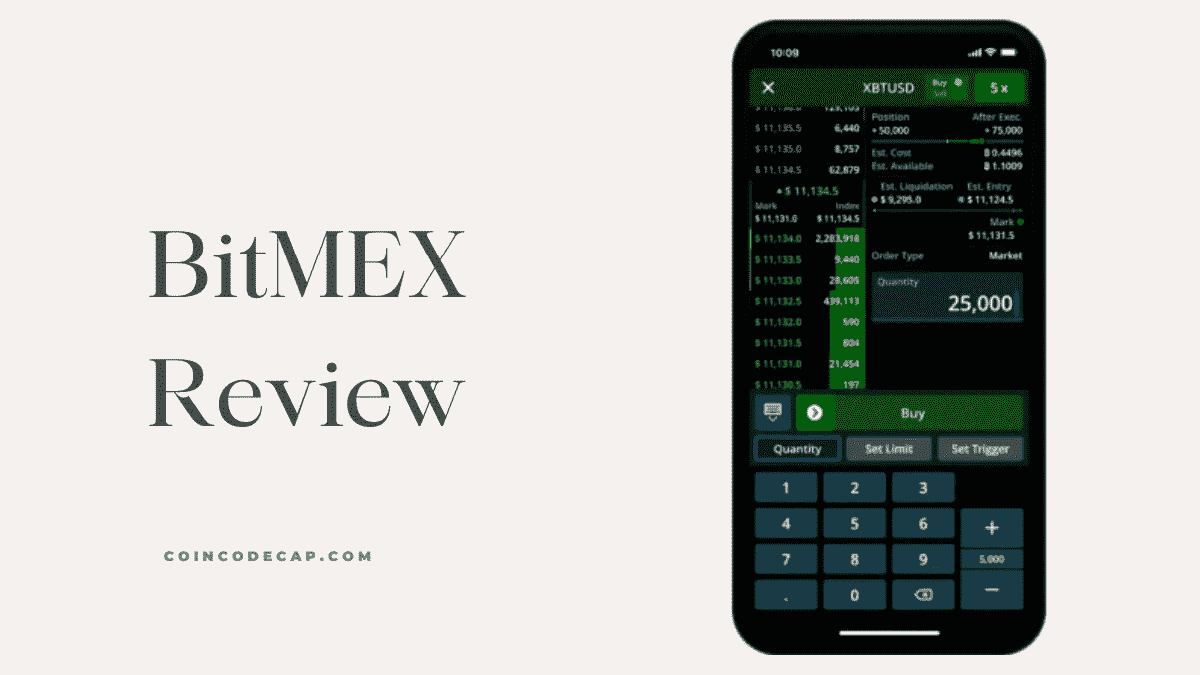 BitMEX
Review
COINCODECAP.COM
10:09
XBTUSD
Buy
5 x
$ 11,135.5 6,440
$ 11,135.0 8,757
$ 11,134.5 62,879
$ 11,134.5
Mark Index
$ 11,131.0 $ 11,134.5
$ 11,134.0 2,283,918
$ 11,133.5 9,440
$ 11,133.0 28,605
$ 11,132.5 439,113
$ 11,132.0 590
$ 11,131.5 804
$ 11,131.0 21,454
$ 11,130.5 197
Position After Exec.
+ 50,000 + 75,000
Est. Cost ฿ 0.4496
Est. Available ฿ 1.1009
Est. Liquidation Est. Entry
$ 9,295.0 $ 11,124.5
Mark
$ 11,131.5
Order Type Market
Quantity
25,000
Buy
Quantity Set Limit Set Trigger
1 2 3
4 5 6 +
7 8 9 5,000
. 0 −